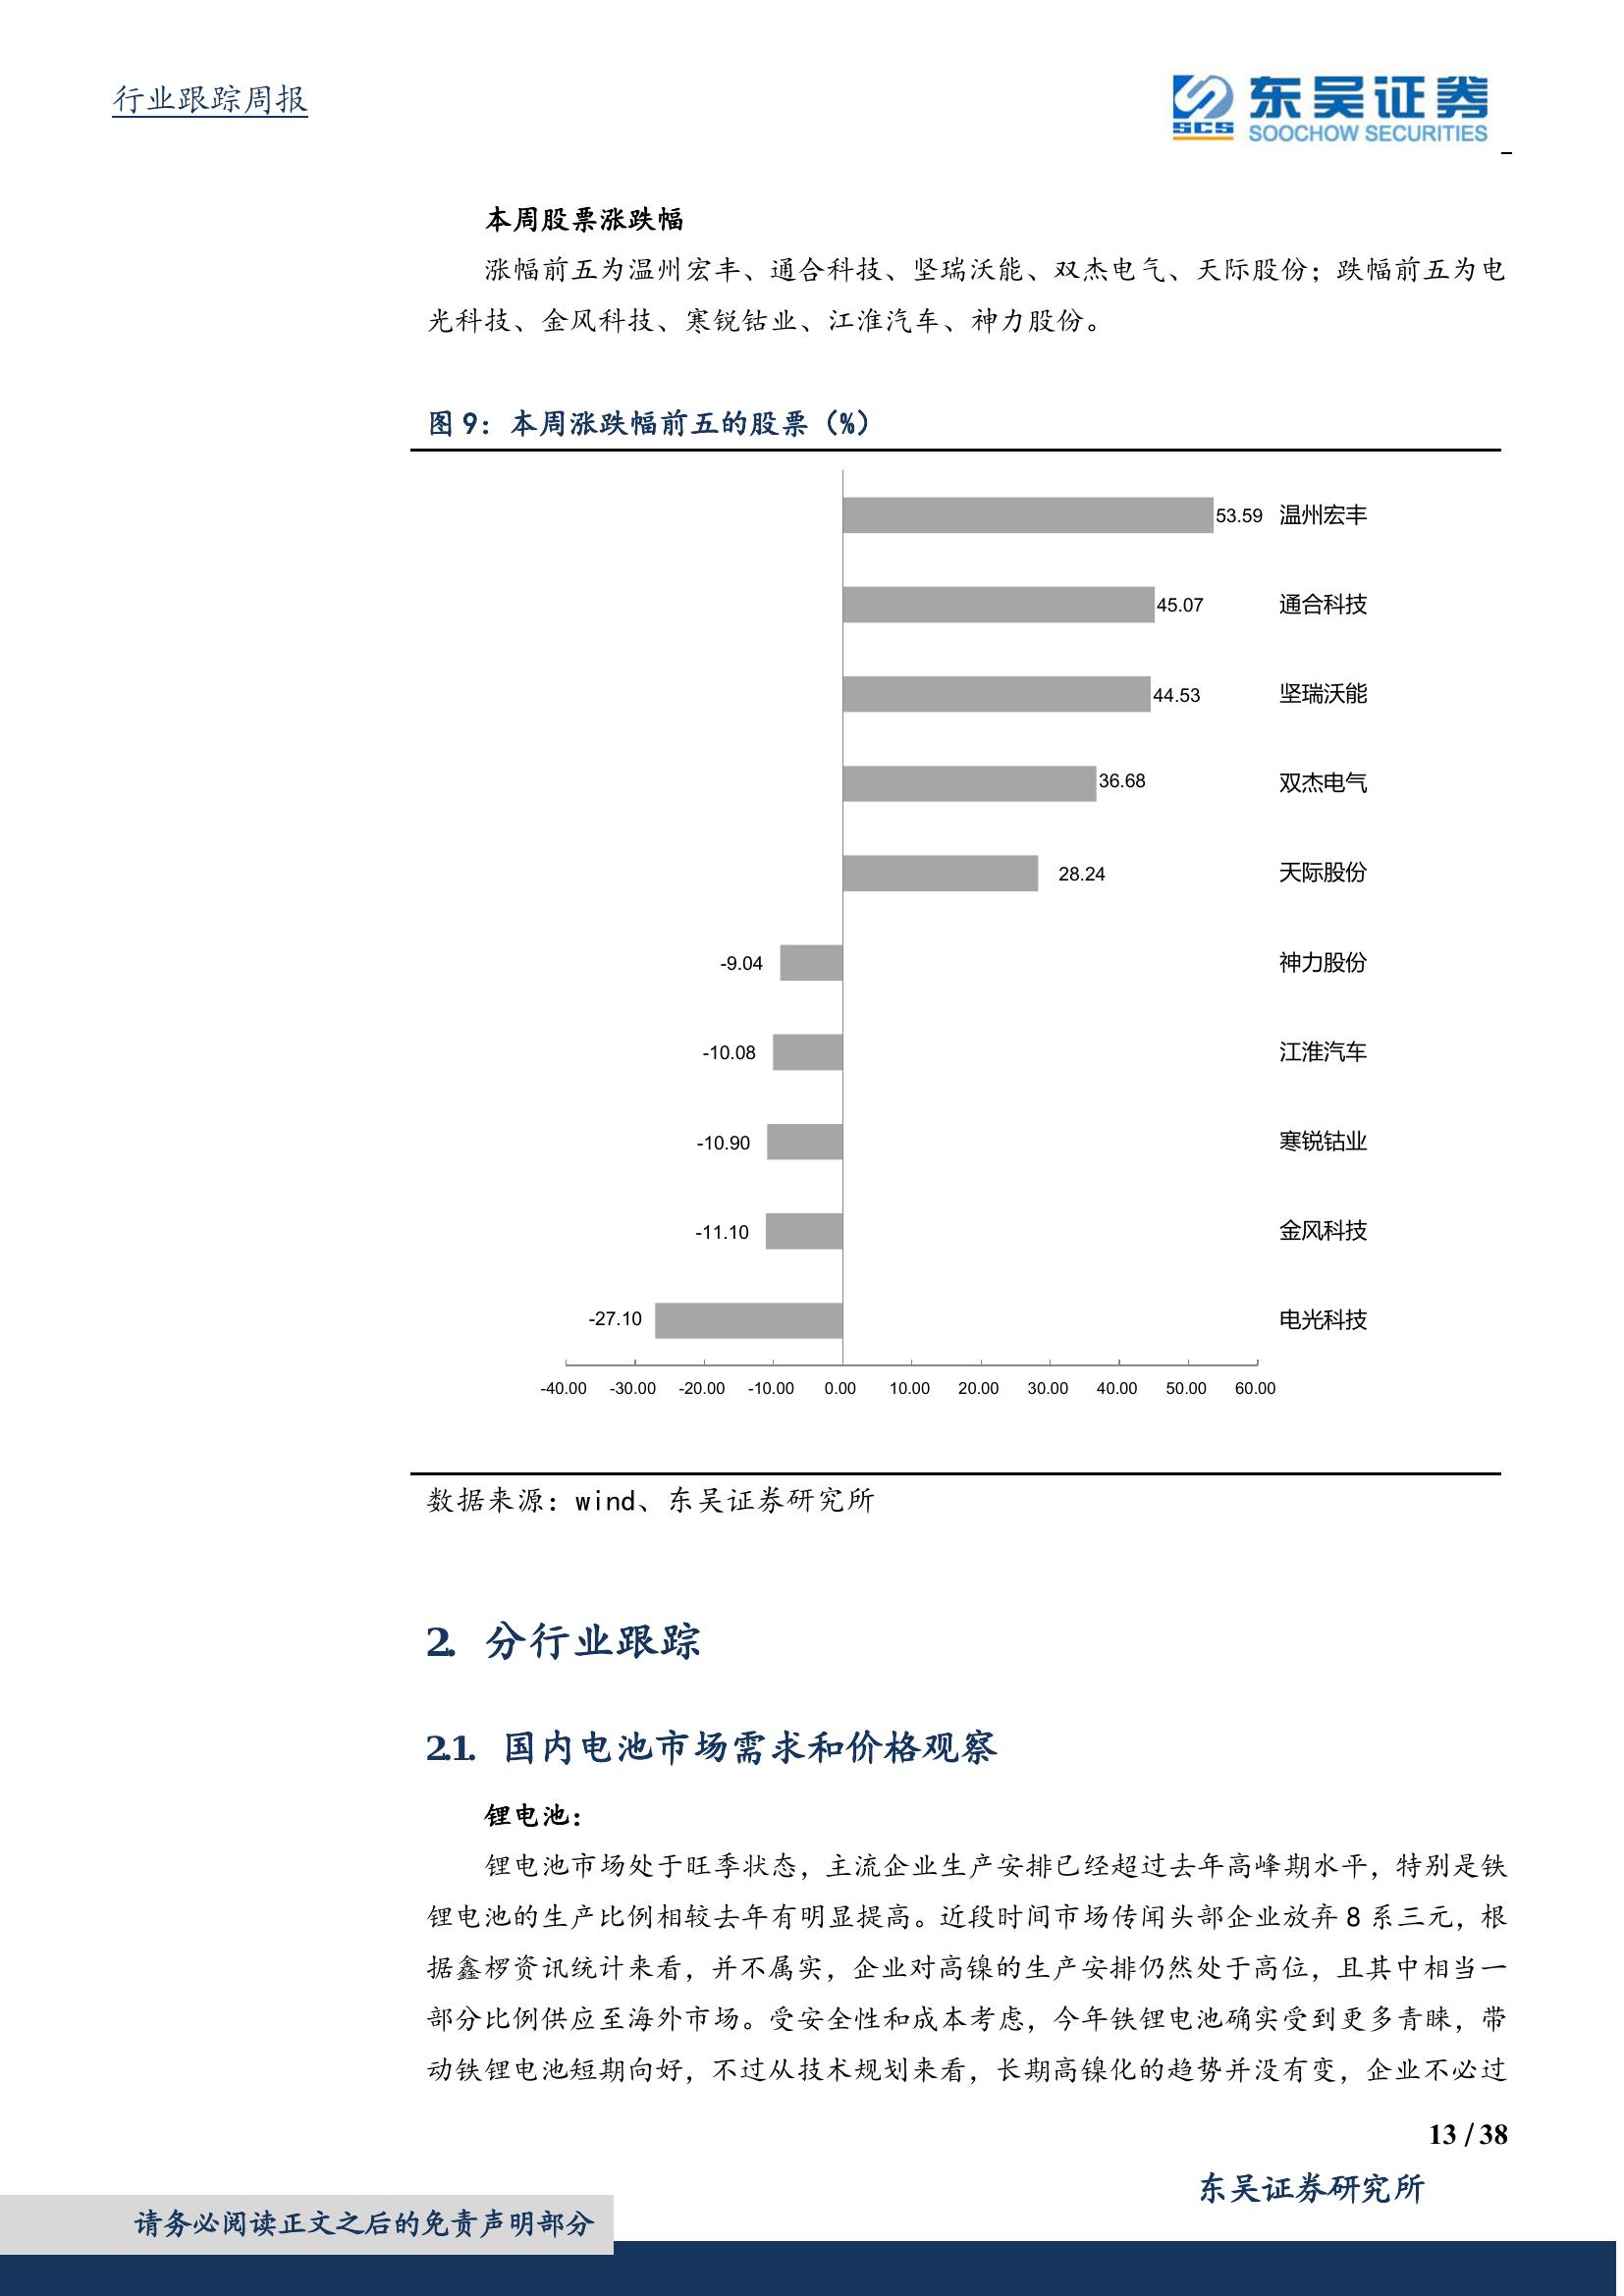 行业跟踪周报
SCS 东吴证券
SOOCHOW SECURITIES
本周股票涨跌幅
涨幅前五为温州宏丰、通合科技、坚瑞沃能、双杰电气、天际股份；跌幅前五为电
光科技、金风科技、寒锐钴业、江淮汽车、神力股份。
图 9：本周涨跌幅前五的股票（%）
53.59 温州宏丰
45.07 通合科技
44.53 坚瑞沃能
36.68 双杰电气
28.24 天际股份
-9.04 神力股份
-10.08 江淮汽车
-10.90 寒锐钴业
-11.10 金风科技
-27.10 电光科技
-40.00 -30.00 -20.00 -10.00 0.00 10.00 20.00 30.00 40.00 50.00 60.00
数据来源：wind、东吴证券研究所
2. 分行业跟踪
2.1. 国内电池市场需求和价格观察
锂电池：
锂电池市场处于旺季状态，主流企业生产安排已经超过去年高峰期水平，特别是铁
锂电池的生产比例相较去年有明显提高。近段时间市场传闻头部企业放弃 8 系三元，根
据鑫椤资讯统计来看，并不属实，企业对高镍的生产安排仍然处于高位，且其中相当一
部分比例供应至海外市场。受安全性和成本考虑，今年铁锂电池确实受到更多青睐，带
动铁锂电池短期向好，不过从技术规划来看，长期高镍化的趋势并没有变，企业不必过
13 / 38
东吴证券研究所
请务必阅读正文之后的免责声明部分